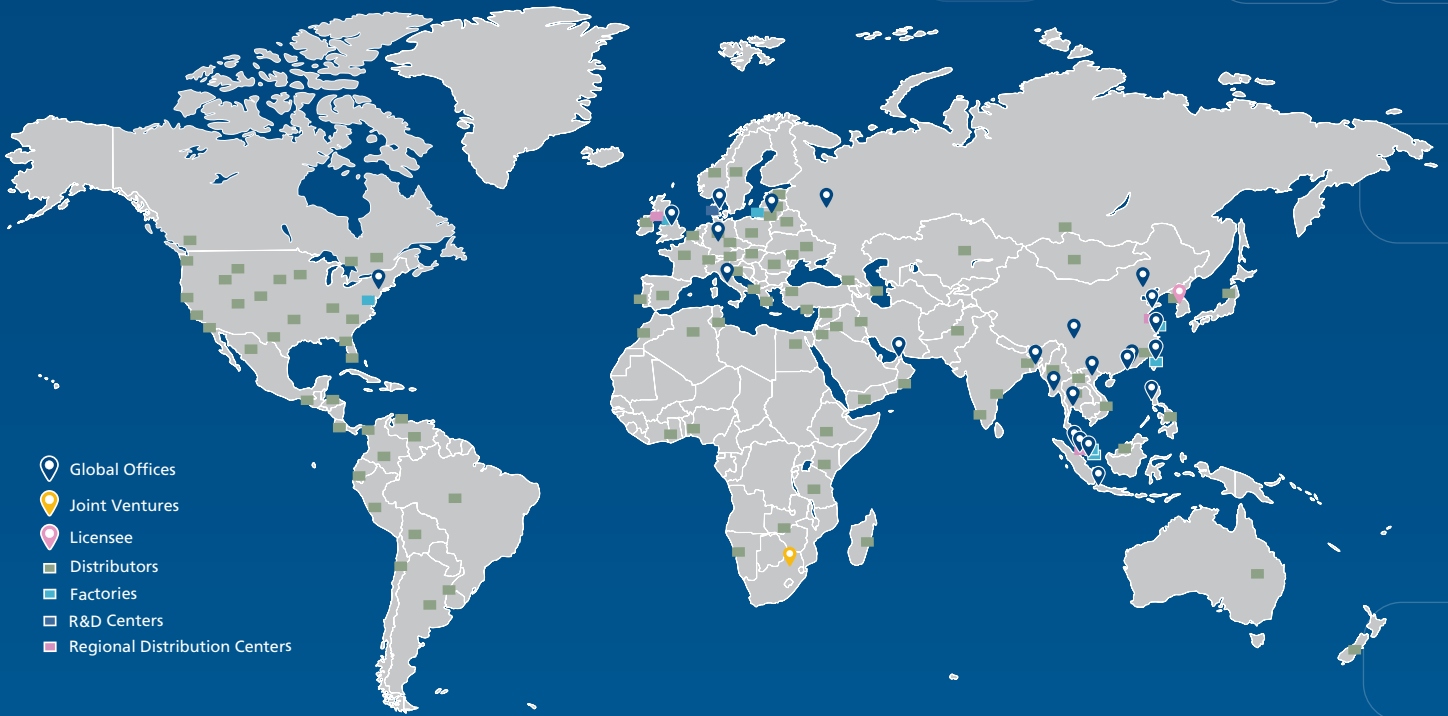 Global Offices
Joint Ventures
Licensee
Distributors
Factories
R&D Centers
Regional Distribution Centers